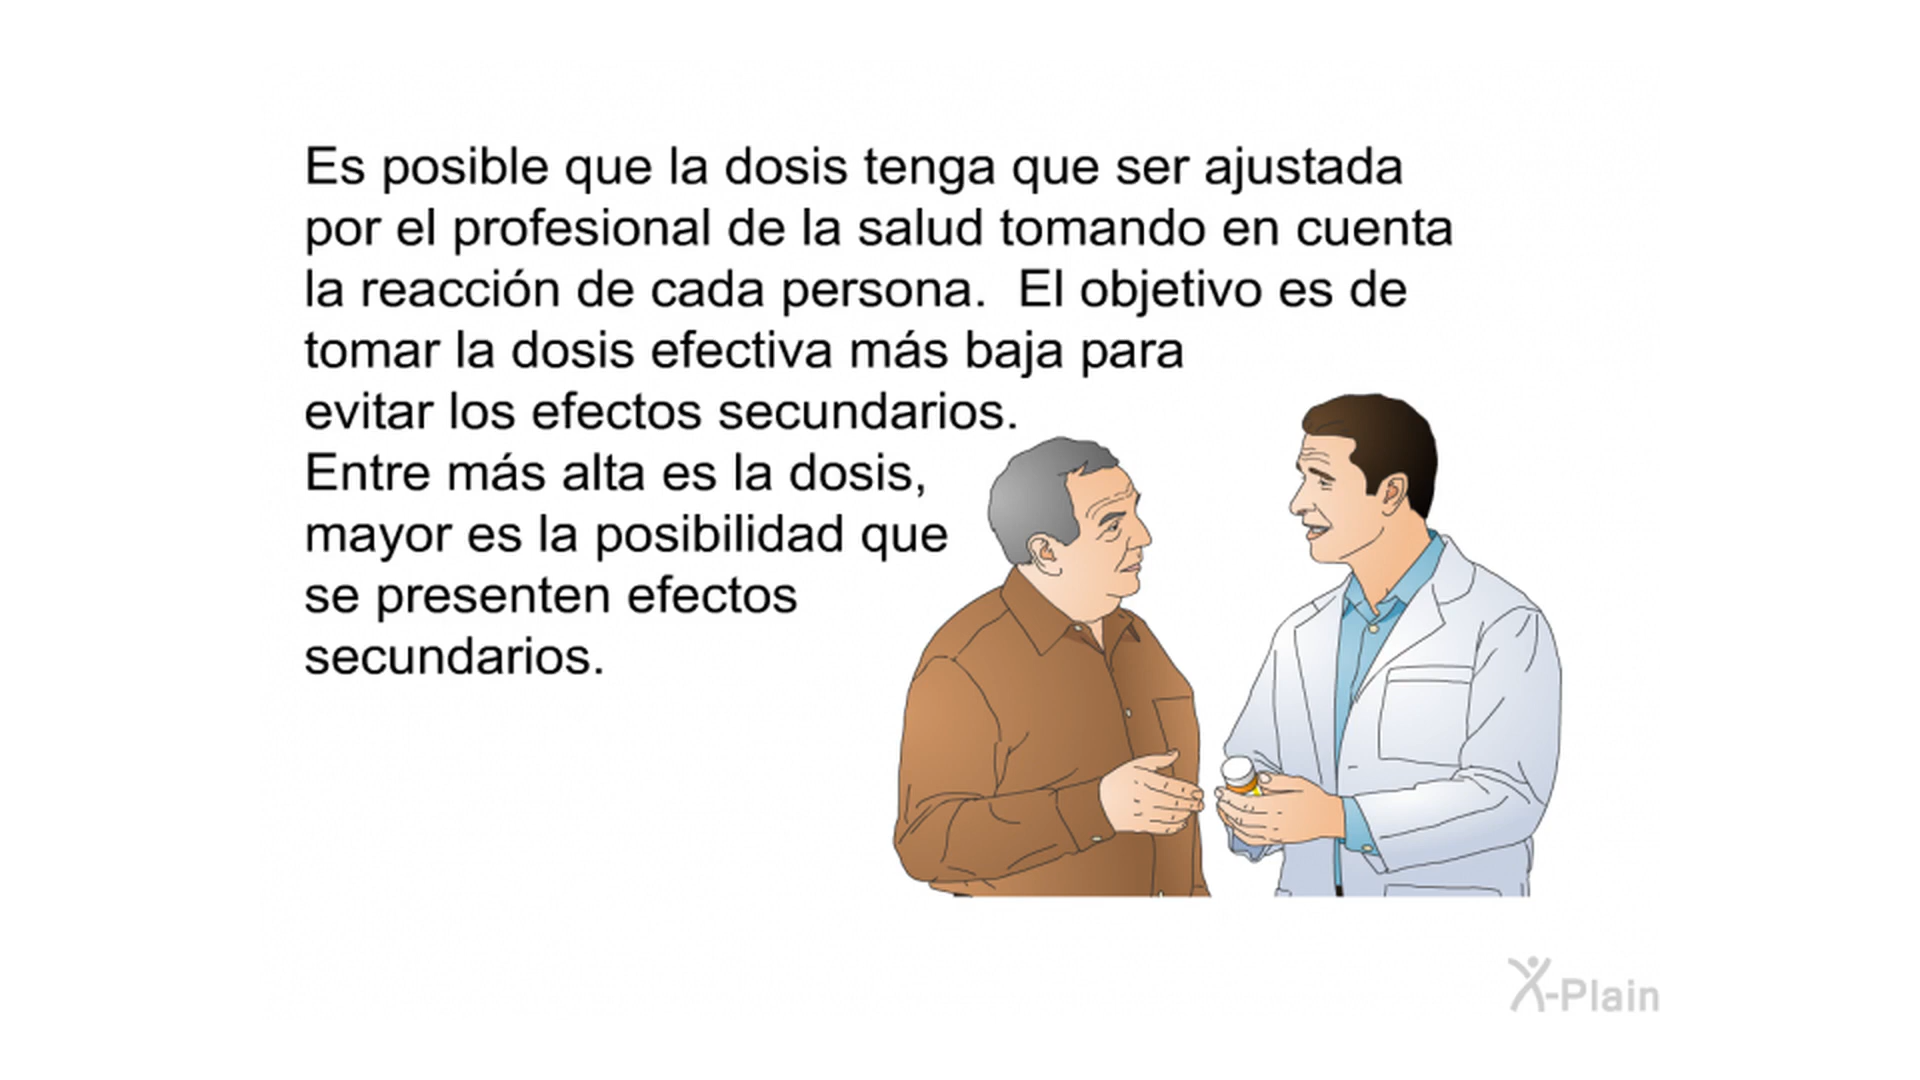 Es posible que la dosis tenga que ser ajustada
por el profesional de la salud tomando en cuenta
la reacción de cada persona.  El objetivo es de
tomar la dosis efectiva más baja para
evitar los efectos secundarios.
Entre más alta es la dosis,
mayor es la posibilidad que
se presenten efectos
secundarios.
X-Plain